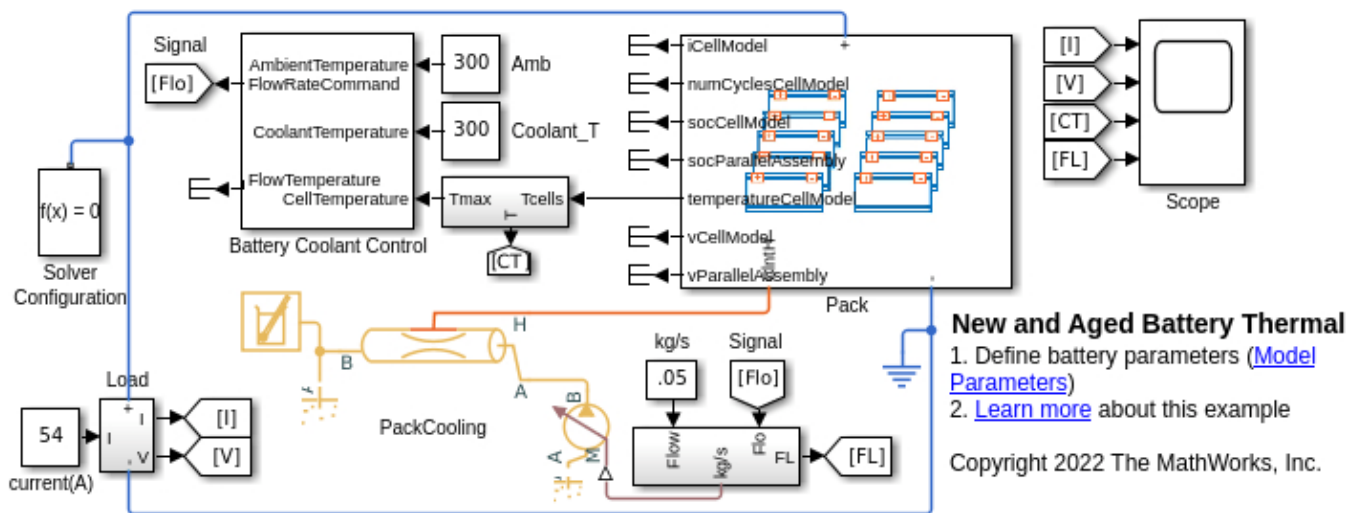 Signal
[Flo]
AmbientTemperature
FlowRateCommand
CoolantTemperature
FlowTemperature
CellTemperature
Battery Coolant Control
300
Amb
300
Coolant_T
Tmax
Tcells
T
[CT]
iCellModel
numCyclesCellModel
socCellModel
socParallelAssembly
temperatureCellModel
vCellModel
vParallelAssembly
+
-
Pack
[I]
[V]
[CT]
[FL]
Scope
f(x) = 0
Solver
Configuration
Load
54
current(A)
I
+
I
V
[I]
[V]
B
H
A
A
PackCooling
B
A
M
kg/s
.05
Signal
[Flo]
Flow
kg/s
Flo
FL
[FL]
New and Aged Battery Thermal
1. Define battery parameters (Model
Parameters)
2. Learn more about this example
Copyright 2022 The MathWorks, Inc.